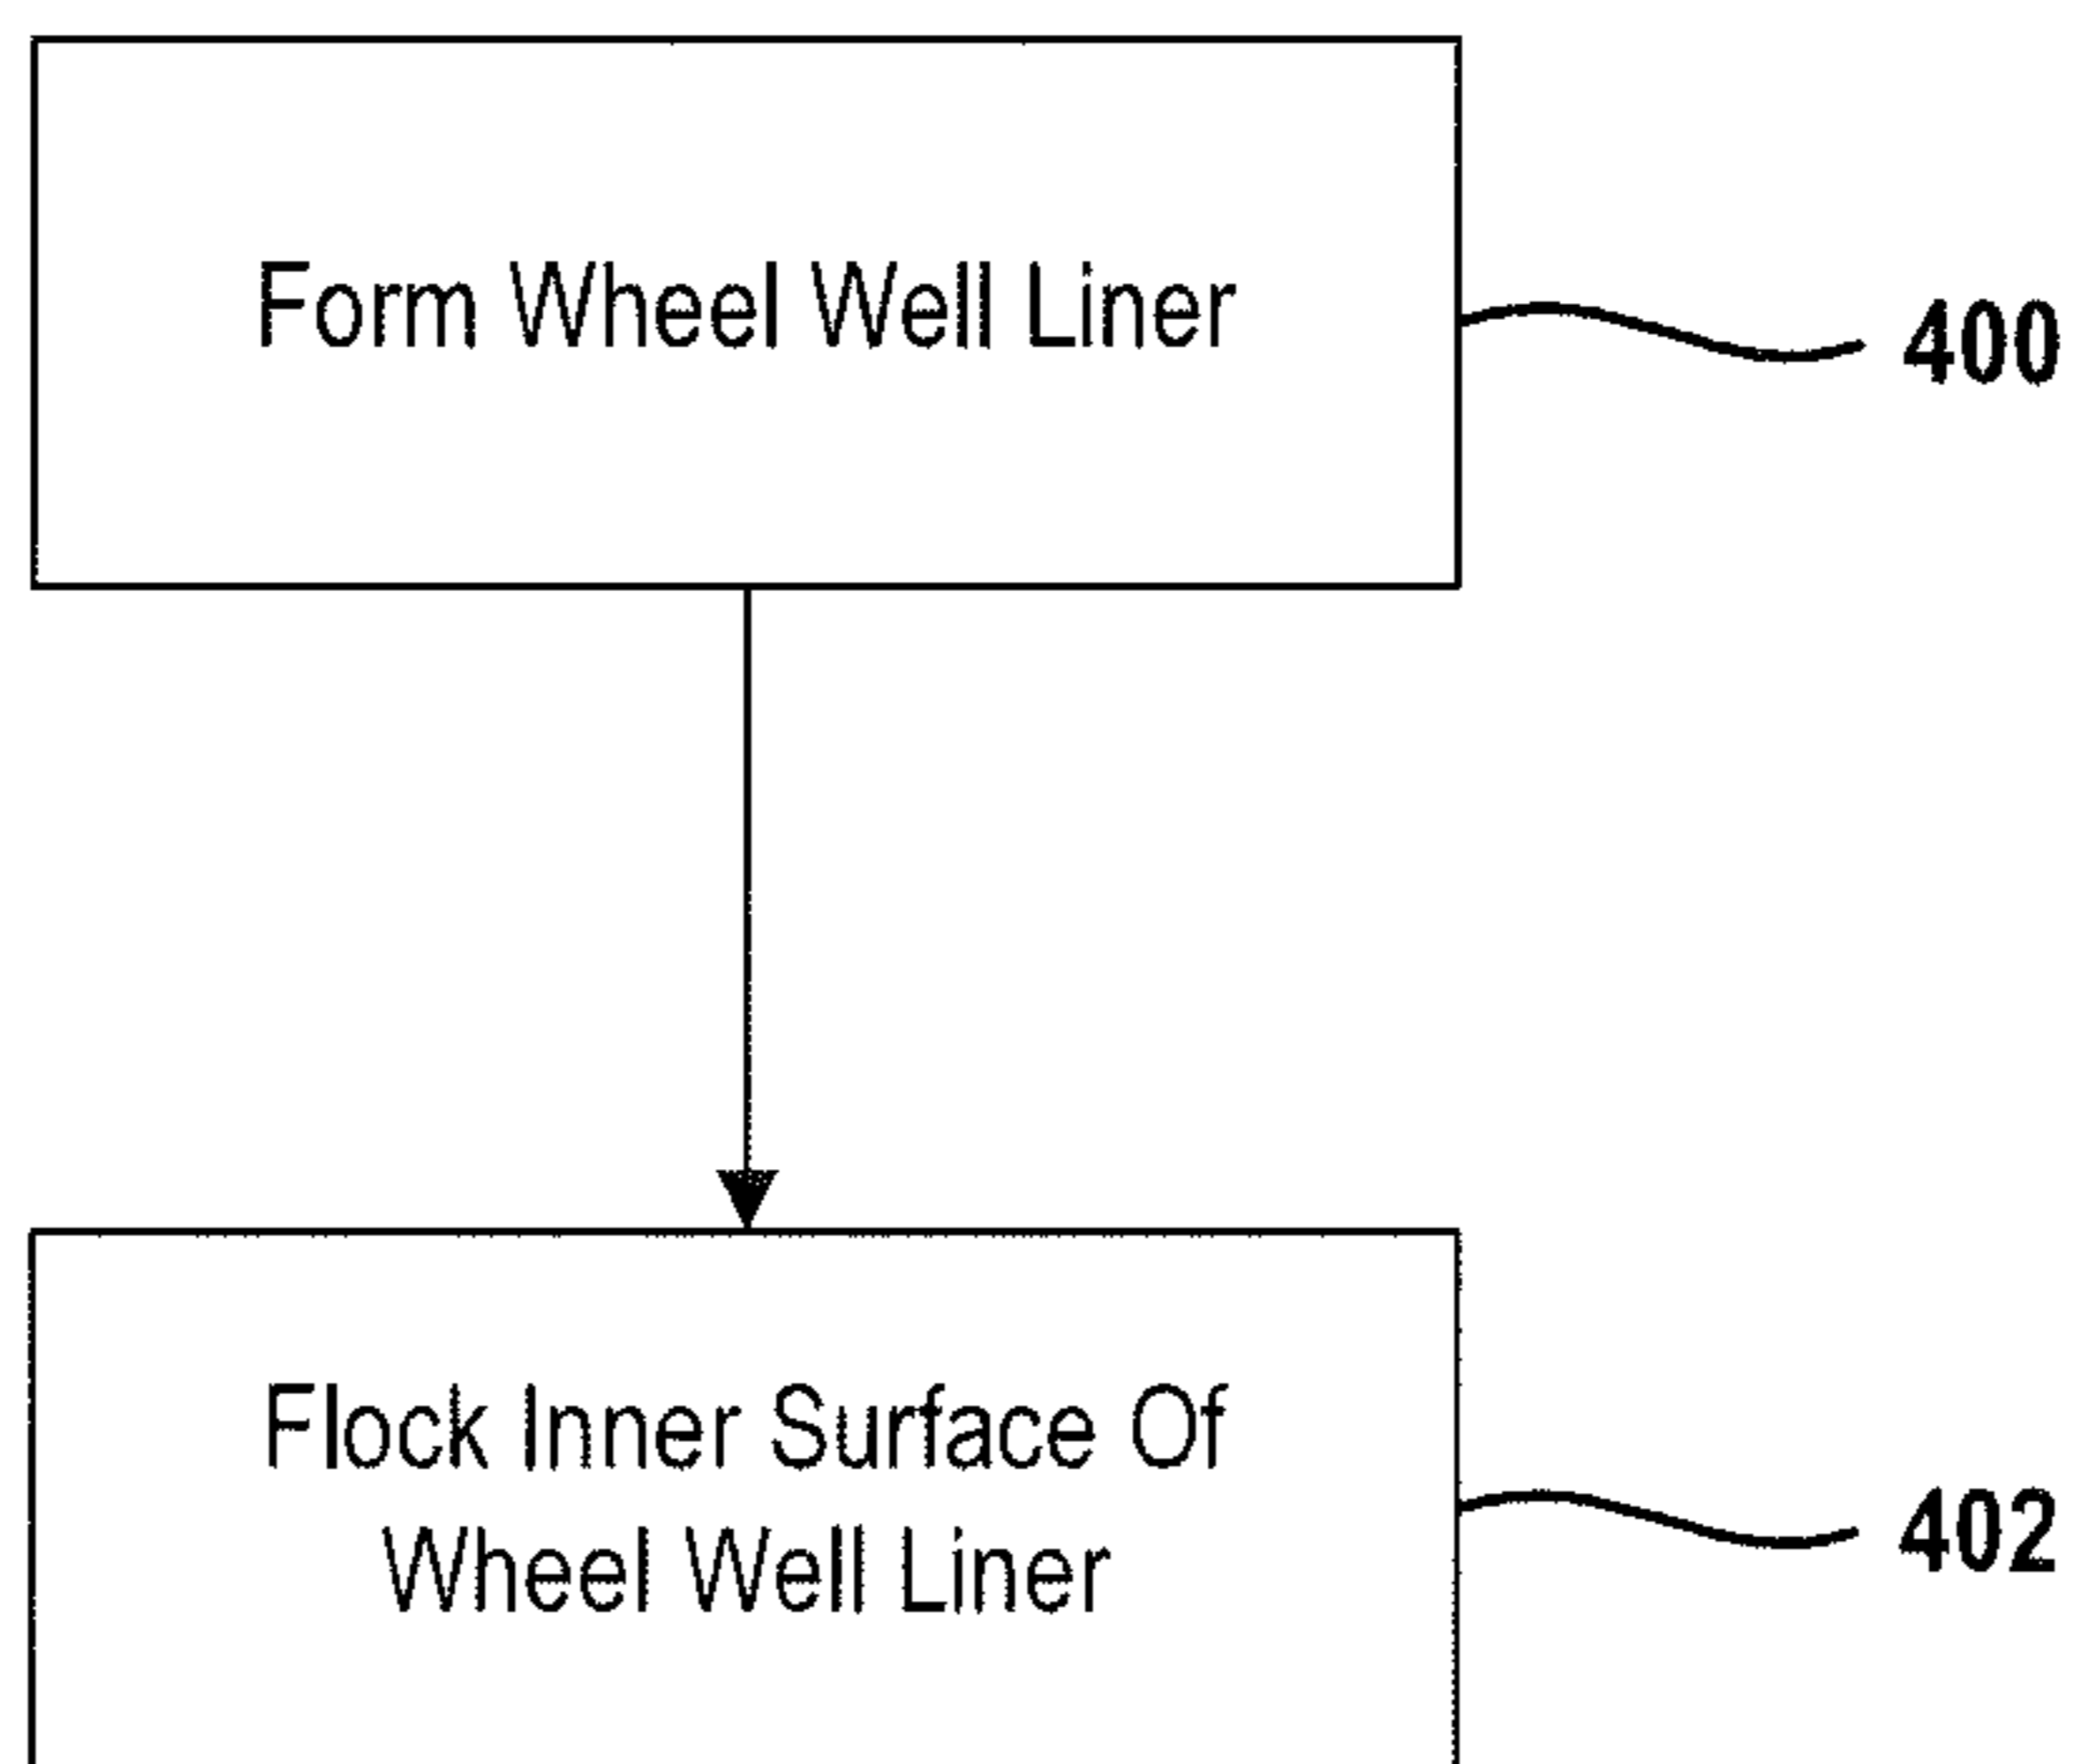 Form Wheel Well Liner
400
Flock Inner Surface Of
Wheel Well Liner
402